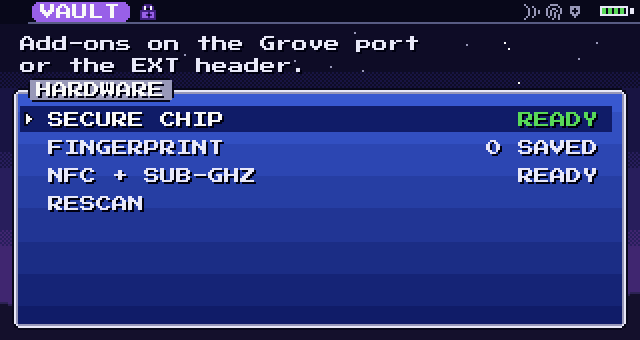 VAULT
Add-ons on the Grove port
or the EXT header.
HARDWARE
SECURE CHIP READY
FINGERPRINT 0 SAVED
NFC + SUB-GHZ READY
RESCAN